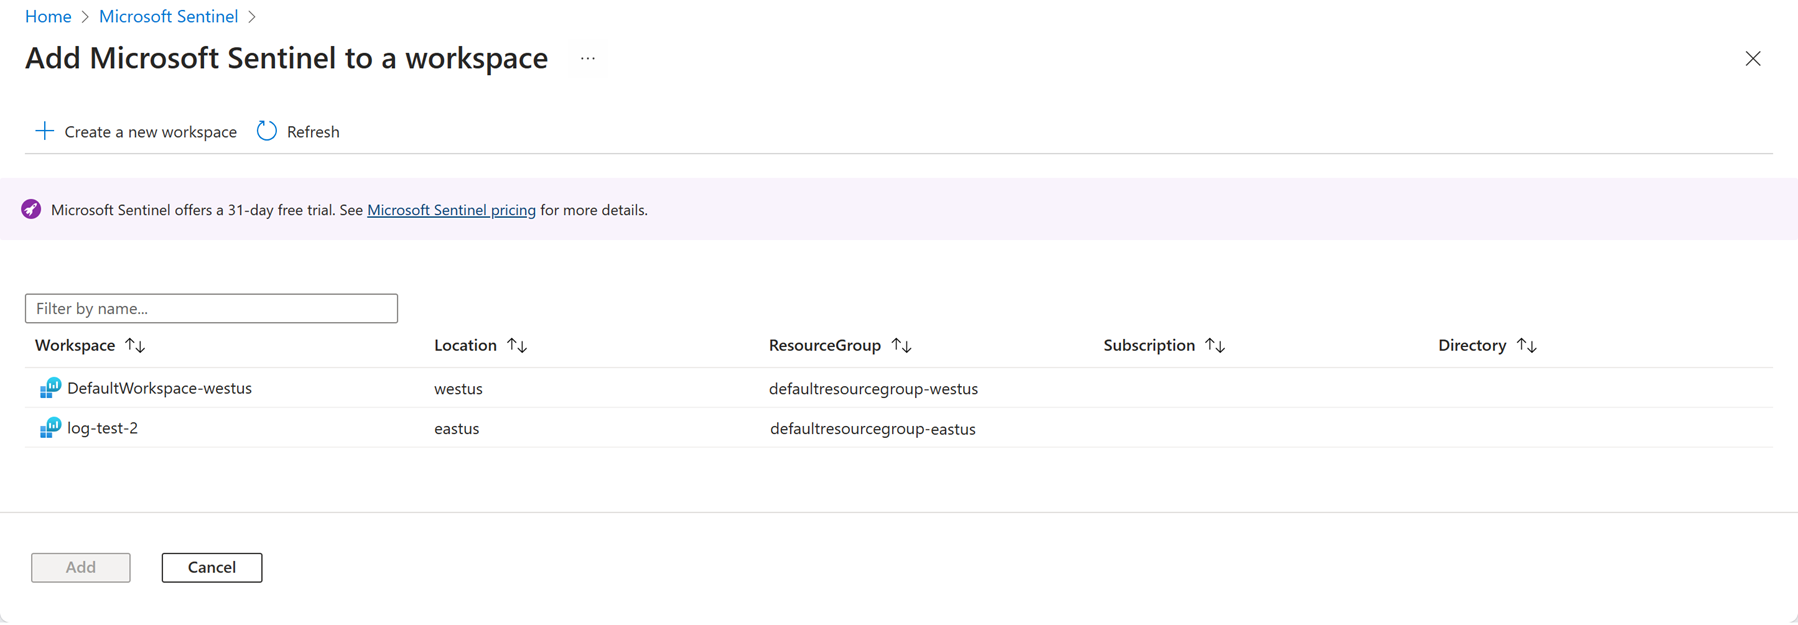 Home > Microsoft Sentinel >
Add Microsoft Sentinel to a workspace ...
Create a new workspace Refresh
Microsoft Sentinel offers a 31-day free trial. See Microsoft Sentinel pricing for more details.
Filter by name...
Workspace ↑↓ Location ↑↓ ResourceGroup ↑↓ Subscription ↑↓ Directory ↑↓
DefaultWorkspace-westus westus defaultresourcegroup-westus
log-test-2 eastus defaultresourcegroup-eastus
Add Cancel